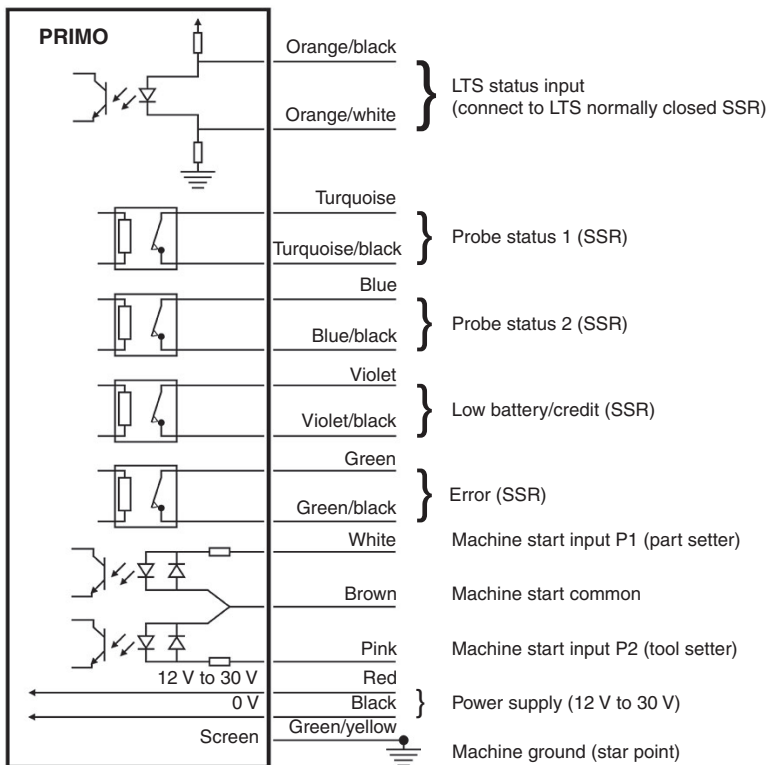 PRIMO
Orange/black
LTS status input
(connect to LTS normally closed SSR)
Orange/white
Turquoise
Probe status 1 (SSR)
Turquoise/black
Blue
Probe status 2 (SSR)
Blue/black
Violet
Low battery/credit (SSR)
Violet/black
Green
Error (SSR)
Green/black
White
Machine start input P1 (part setter)
Brown
Machine start common
Pink
Machine start input P2 (tool setter)
12 V to 30 V
Red
0 V
Black
Power supply (12 V to 30 V)
Screen
Green/yellow
Machine ground (star point)